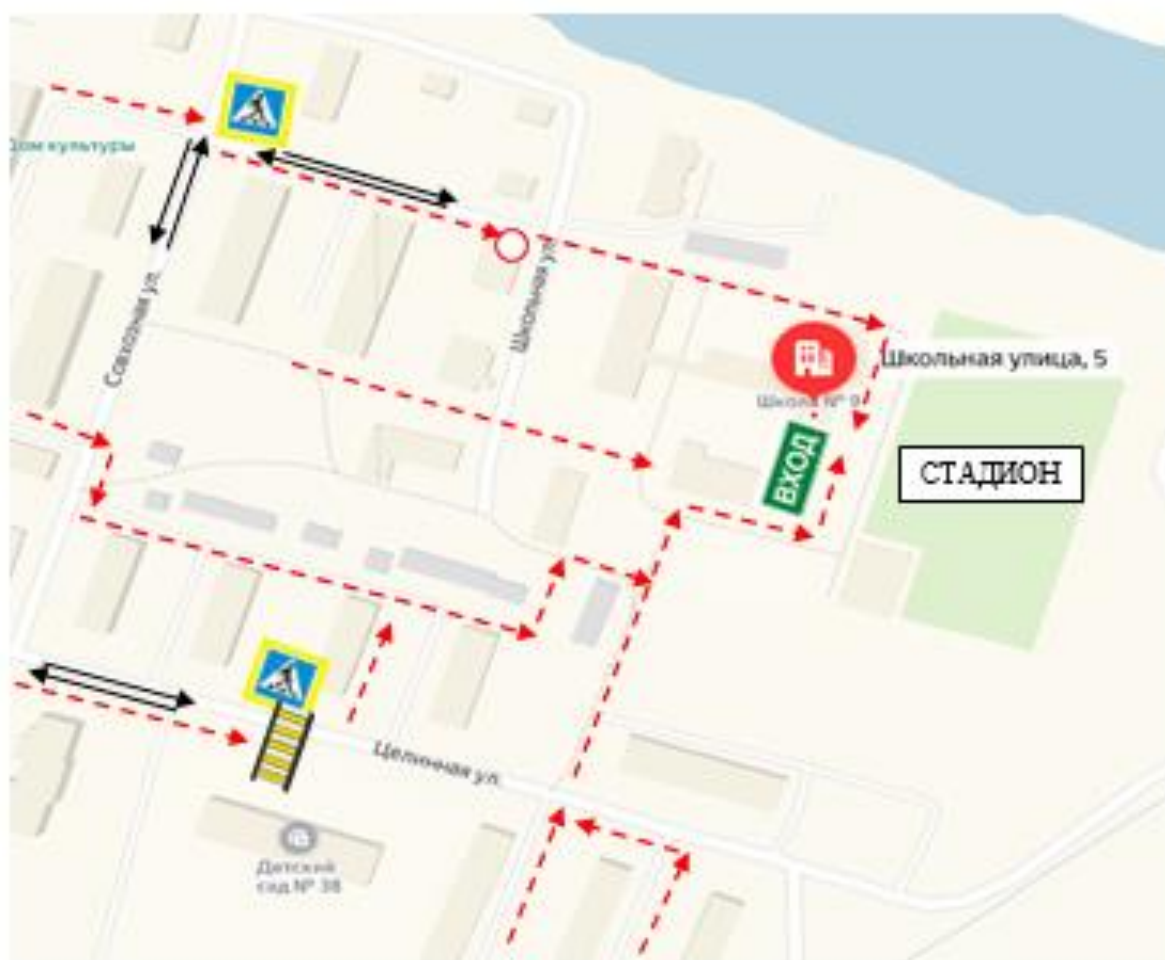 Дом культуры
Совхозная ул.
Школьная ул.
Школьная улица, 5
Школа № 9
ВХОД
СТАДИОН
Целинная ул.
Детский
сад № 38